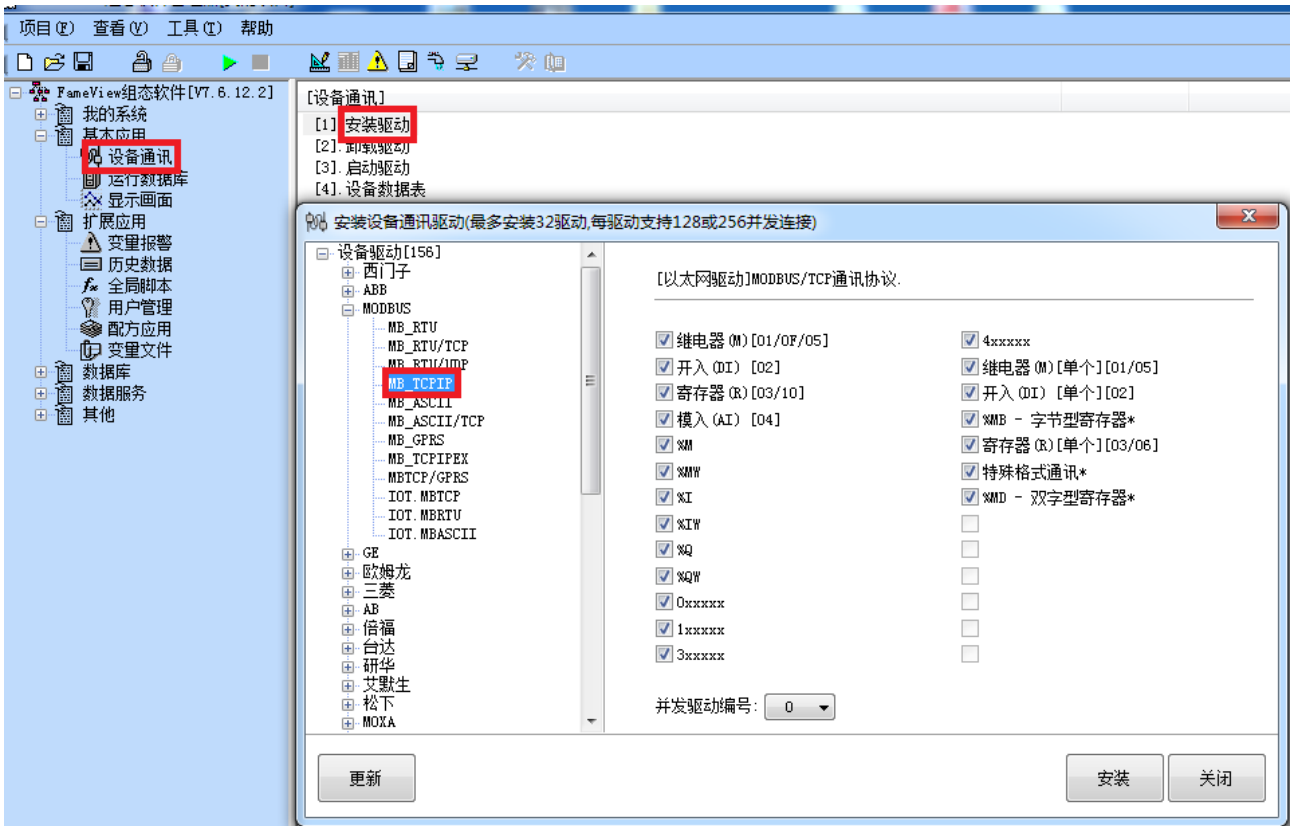 项目(F) 查看(V) 工具(T) 帮助
FameView组态软件[V7.6.12.2]
我的系统
基本应用
设备通讯
运行数据库
显示画面
扩展应用
变量报警
历史数据
全局脚本
用户管理
配方应用
变量文件
数据库
数据服务
其他
[设备通讯]
[1].安装驱动
[2].卸载驱动
[3].启动驱动
[4].设备数据表
安装设备通讯驱动(最多安装32驱动,每驱动支持128或256并发连接)
设备驱动[156]
西门子
ABB
MODBUS
MB_RTU
MB_RTU/TCP
MB_RTU/UDP
MB_TCPIP
MB_ASCII
MB_ASCII/TCP
MB_GPRS
MB_TCPIPEX
MBTCP/GPRS
IOT.MBTCP
IOT.MBRTU
IOT.MBASCII
GE
欧姆龙
三菱
AB
倍福
台达
研华
艾默生
松下
MOXA
[以太网驱动]MODBUS/TCP通讯协议.
继电器(M)[01/0F/05]
开入(DI) [02]
寄存器(R)[03/10]
模入(AI) [04]
%M
%MW
%I
%IW
%Q
%QW
0xxxxx
1xxxxx
3xxxxx
4xxxxx
继电器(M)[单个][01/05]
开入(DI) [单个][02]
%MB - 字节型寄存器*
寄存器(R)[单个][03/06]
特殊格式通讯*
%MD - 双字型寄存器*
并发驱动编号: 0
更新
安装
关闭